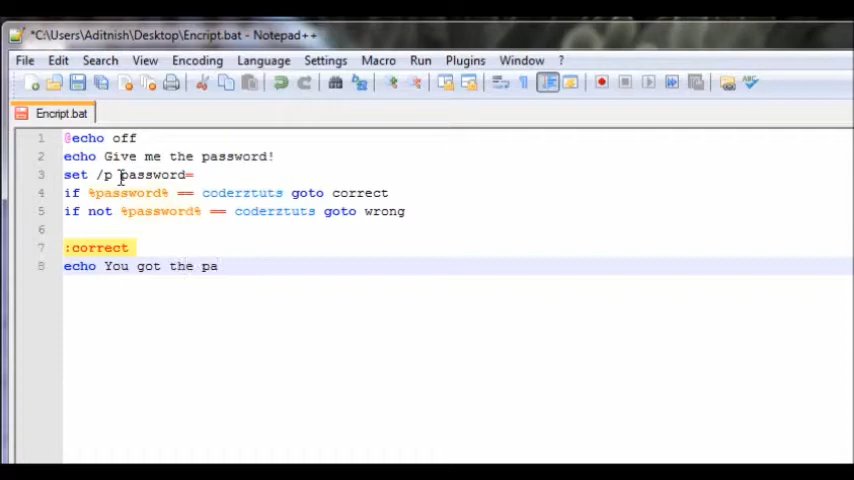 *C:\Users\Aditnish\Desktop\Encript.bat - Notepad++
File Edit Search View Encoding Language Settings Macro Run Plugins Window ?
Encript.bat
1 @echo off
2 echo Give me the password!
3 set /p password=
4 if %password% == coderztuts goto correct
5 if not %password% == coderztuts goto wrong
6
7 :correct
8 echo You got the pa